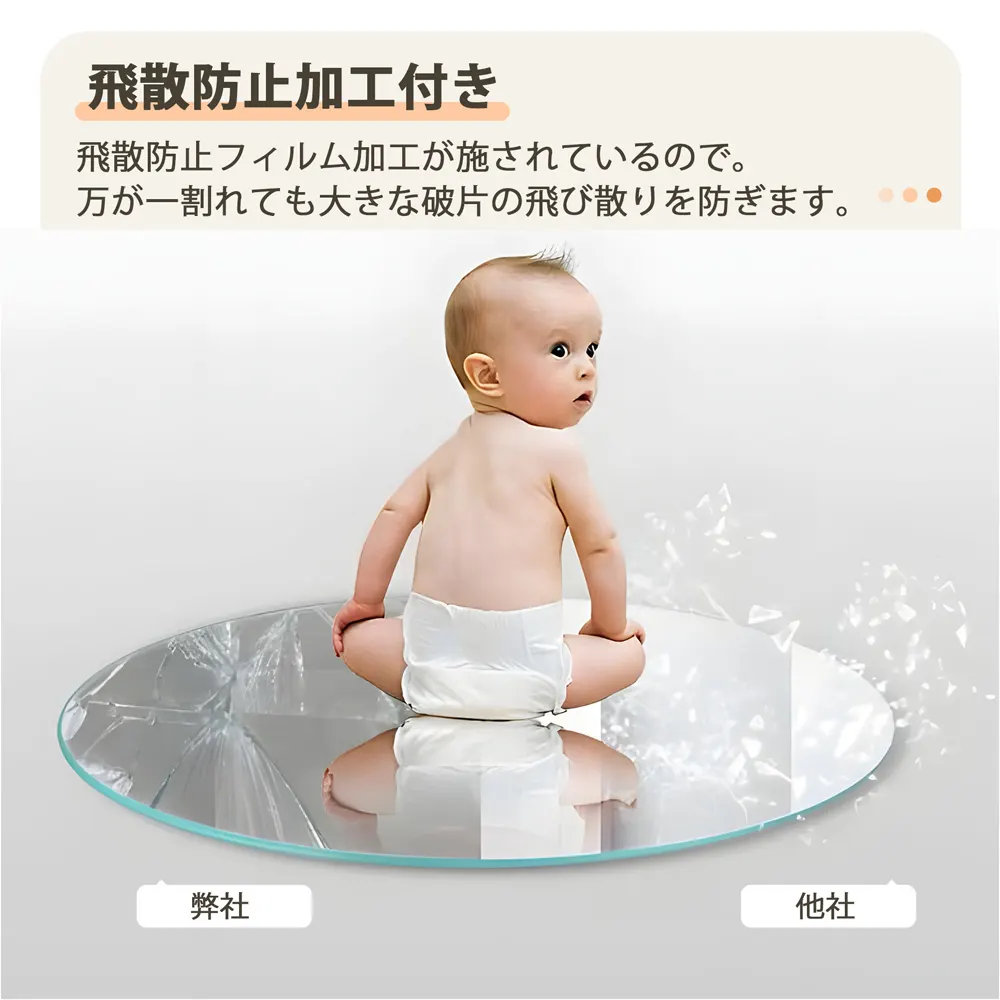 飛散防止加工付き
飛散防止フィルム加工が施されているので。
万が一割れても大きな破片の飛び散りを防ぎます。
弊社
他社